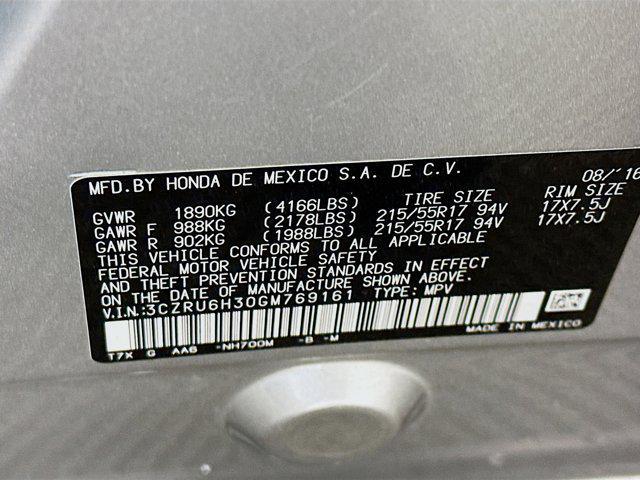 MFD.BY HONDA DE MEXICO S.A. DE C.V. 08/'16
TIRE SIZE RIM SIZE
GVWR 1890KG (4166LBS)
GAWR F 988KG (2178LBS) 215/55R17 94V 17X7.5J
GAWR R 902KG (1988LBS) 215/55R17 94V 17X7.5J
THIS VEHICLE CONFORMS TO ALL APPLICABLE
FEDERAL MOTOR VEHICLE SAFETY
AND THEFT PREVENTION STANDARDS IN EFFECT
ON THE DATE OF MANUFACTURE SHOWN ABOVE.
V.I.N.:3CZRU6H30GM769161 TYPE: MPV
T7X G AA6 -NH700M -B -M MADE IN MEXICO